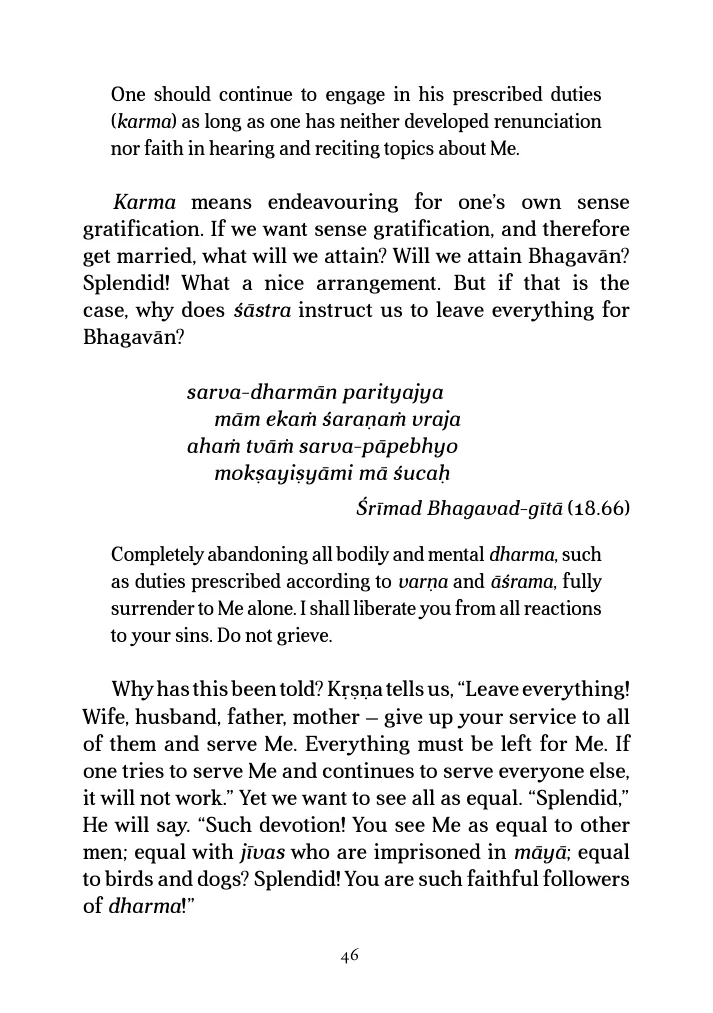 One should continue to engage in his prescribed duties
(karma) as long as one has neither developed renunciation
nor faith in hearing and reciting topics about Me.
Karma means endeavouring for one’s own sense
gratification. If we want sense gratification, and therefore
get married, what will we attain? Will we attain Bhagavān?
Splendid! What a nice arrangement. But if that is the
case, why does śāstra instruct us to leave everything for
Bhagavān?
sarva-dharmān parityajya
mām ekaṁ śaraṇaṁ vraja
ahaṁ tvāṁ sarva-pāpebhyo
mokṣayiṣyāmi mā śucaḥ
Śrīmad Bhagavad-gītā (18.66)
Completely abandoning all bodily and mental dharma, such
as duties prescribed according to varṇa and āśrama, fully
surrender to Me alone. I shall liberate you from all reactions
to your sins. Do not grieve.
Why has this been told? Kṛṣṇa tells us, “Leave everything!
Wife, husband, father, mother – give up your service to all
of them and serve Me. Everything must be left for Me. If
one tries to serve Me and continues to serve everyone else,
it will not work.” Yet we want to see all as equal. “Splendid,”
He will say. “Such devotion! You see Me as equal to other
men; equal with jīvas who are imprisoned in māyā; equal
to birds and dogs? Splendid! You are such faithful followers
of dharma!”
46